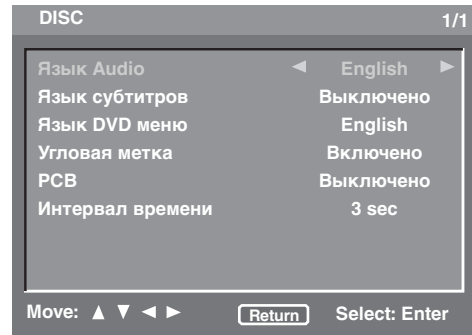 DISC 1/1
Язык Audio ◄ English ►
Язык субтитров Выключено
Язык DVD меню English
Угловая метка Включено
PCB Выключено
Интервал времени 3 sec
Move: ▲ ▼ ◄ ► Return Select: Enter